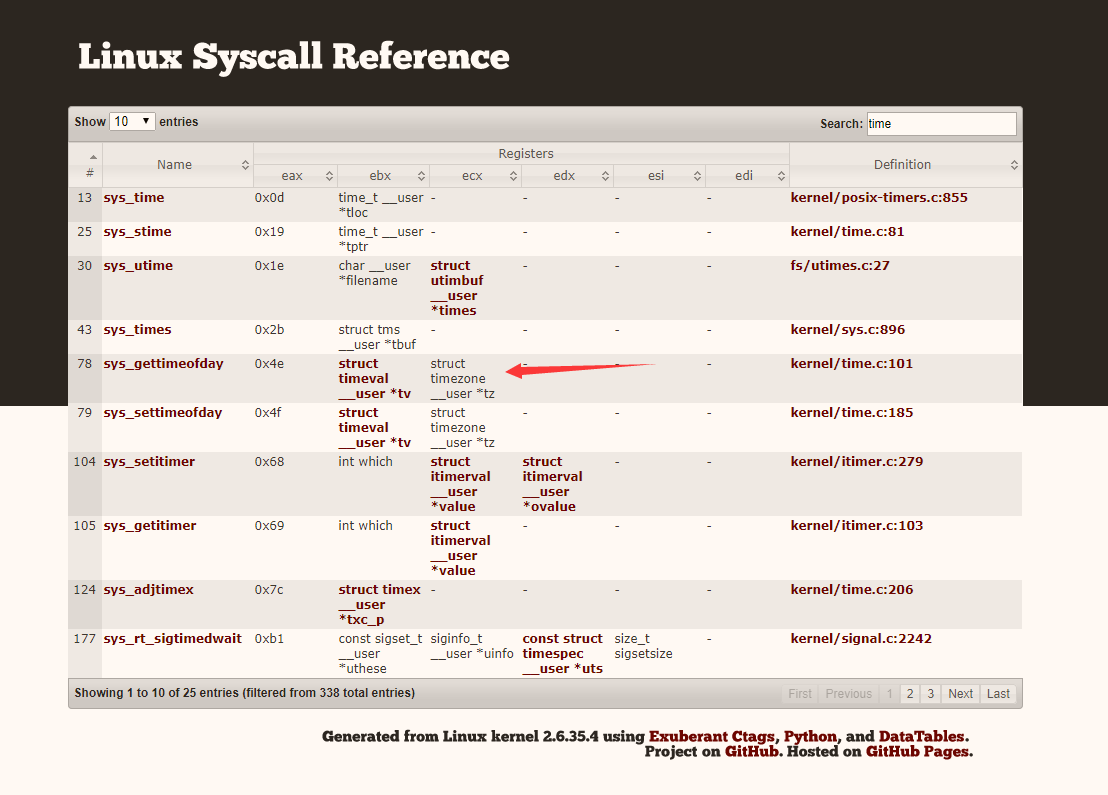 Linux Syscall Reference
Show 10 entries
Search: time
Registers
# Name eax ebx ecx edx esi edi Definition
13 sys_time 0x0d time_t __user - - - - kernel/posix-timers.c:855
*tloc
25 sys_stime 0x19 time_t __user - - - - kernel/time.c:81
*tptr
30 sys_utime 0x1e char __user struct - - - fs/utimes.c:27
*filename utimbuf
__user
*times
43 sys_times 0x2b struct tms - - - - kernel/sys.c:896
__user *tbuf
78 sys_gettimeofday 0x4e struct struct - - - kernel/time.c:101
timeval timezone
__user *tv __user *tz
79 sys_settimeofday 0x4f struct struct - - - kernel/time.c:185
timeval timezone
__user *tv __user *tz
104 sys_setitimer 0x68 int which struct struct - - kernel/itimer.c:279
itimerval itimerval
__user __user
*value *ovalue
105 sys_getitimer 0x69 int which struct - - - kernel/itimer.c:103
itimerval
__user
*value
124 sys_adjtimex 0x7c struct timex - - - - kernel/time.c:206
__user
*txc_p
177 sys_rt_sigtimedwait 0xb1 const sigset_t siginfo_t const struct size_t - kernel/signal.c:2242
__user __user *uinfo timespec sigsetsize
*uthese __user *uts
Showing 1 to 10 of 25 entries (filtered from 338 total entries)
First Previous 1 2 3 Next Last
Generated from Linux kernel 2.6.35.4 using Exuberant Ctags, Python, and DataTables.
Project on GitHub. Hosted on GitHub Pages.